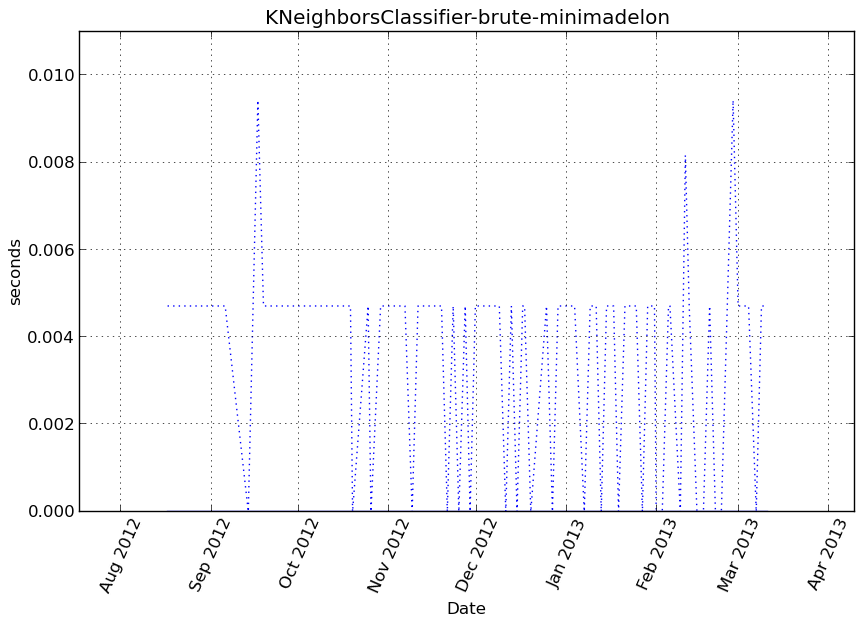 KNeighborsClassifier-brute-minimadelon
0.010
0.008
0.006
0.004
0.002
0.000
seconds
Aug 2012
Sep 2012
Oct 2012
Nov 2012
Dec 2012
Jan 2013
Feb 2013
Mar 2013
Apr 2013
Date